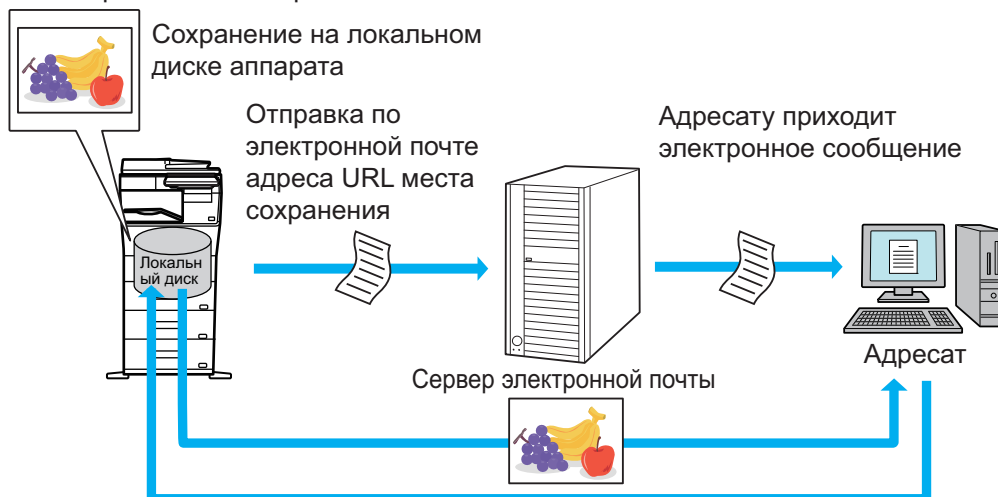 Сохранение на локальном
диске аппарата
Отправка по
электронной почте
адреса URL места
сохранения
Адресату приходит
электронное сообщение
Локальн
ый диск
Адресат
Сервер электронной почты